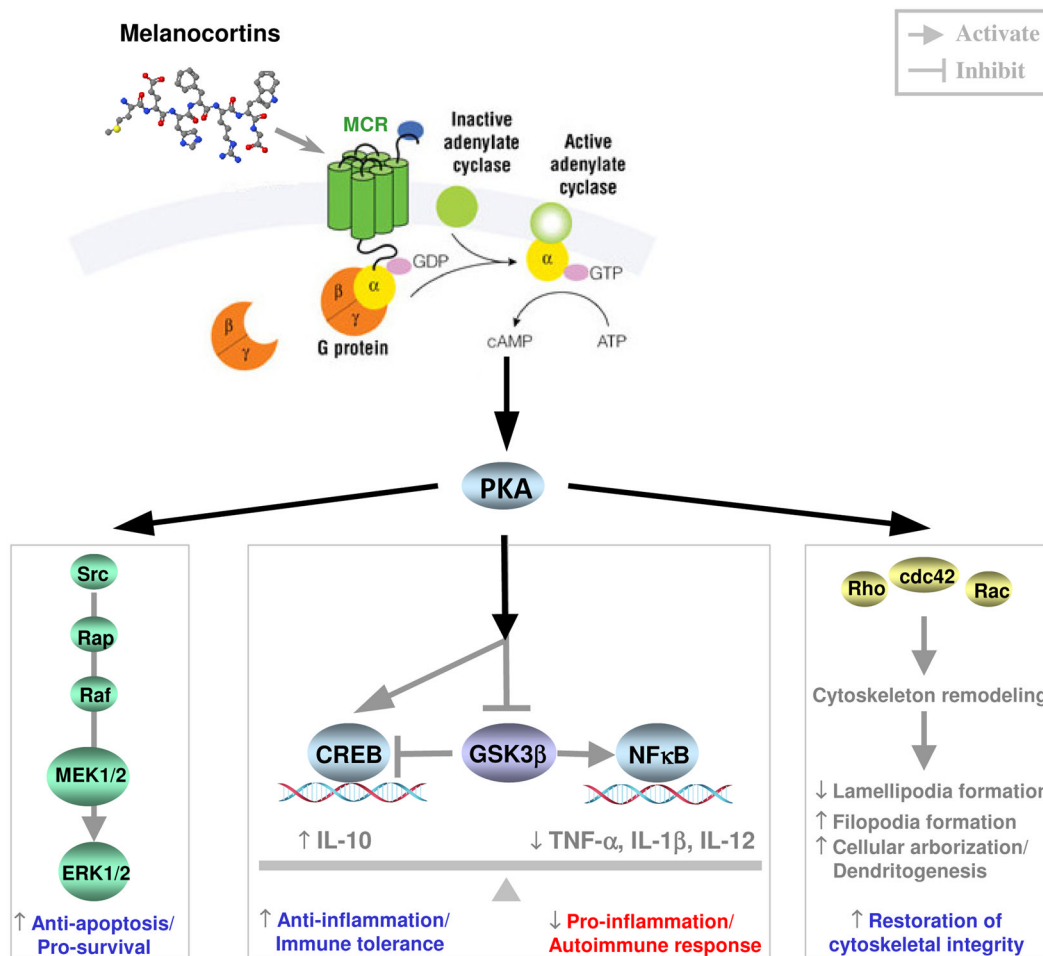 Melanocortins
Activate
Inhibit
MCR
Inactive
adenylate
cyclase
Active
adenylate
cyclase
GDP
α
GTP
β
α
γ
β
γ
G protein
cAMP
ATP
PKA
Src
Rap
Raf
MEK1/2
ERK1/2
↑ Anti-apoptosis/
Pro-survival
CREB
GSK3β
NFκB
↑ IL-10
↓ TNF-α, IL-1β, IL-12
↑ Anti-inflammation/
Immune tolerance
↓ Pro-inflammation/
Autoimmune response
Rho
cdc42
Rac
Cytoskeleton remodeling
↓ Lamellipodia formation
↑ Filopodia formation
↑ Cellular arborization/
Dendritogenesis
↑ Restoration of
cytoskeletal integrity